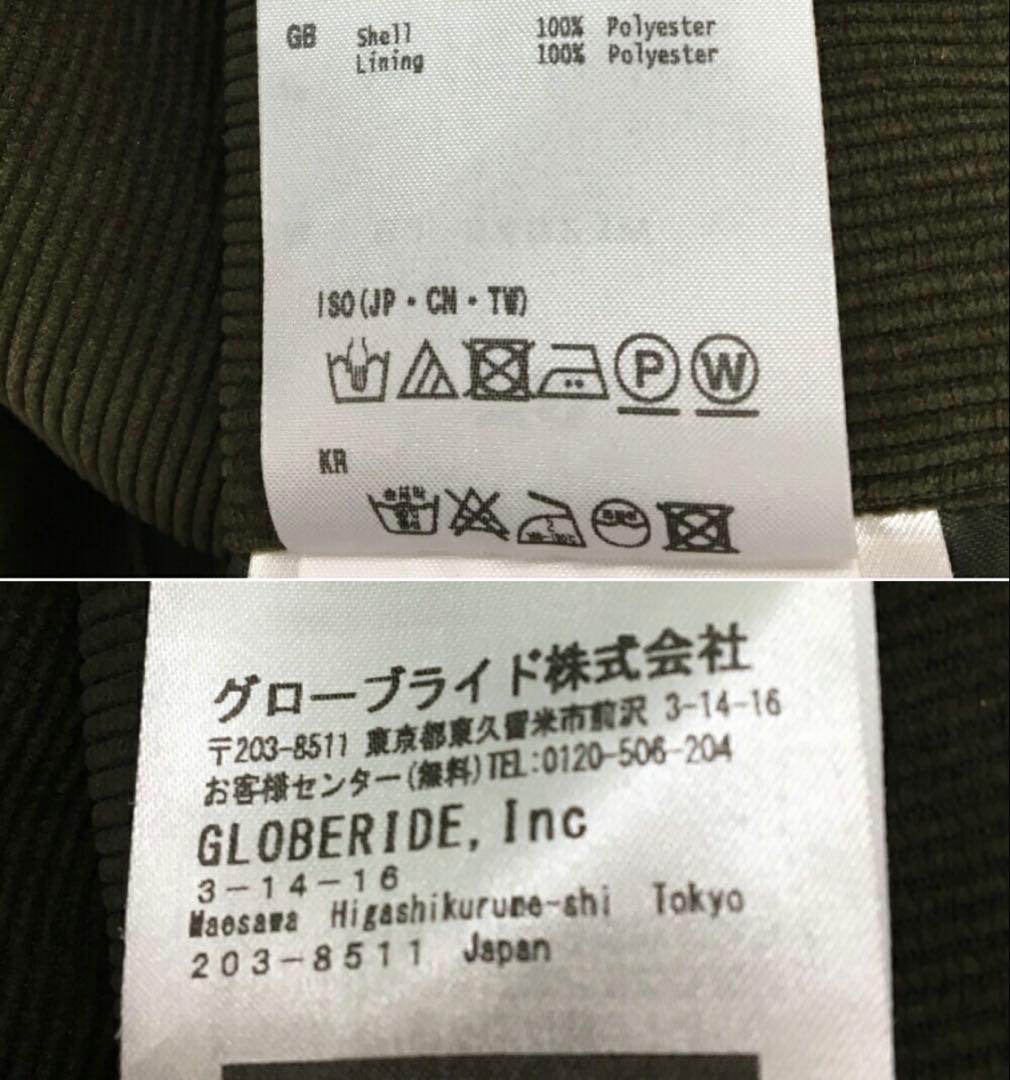 GB Shell 100% Polyester
Lining 100% Polyester
ISO(JP・CN・TW)
P W
KR
グローブライド株式会社
〒203-8511 東京都東久留米市前沢 3-14-16
お客様センター(無料)TEL:0120-506-204
GLOBERIDE, Inc
3-14-16
Maesawa Higashikurume-shi Tokyo
203-8511 Japan